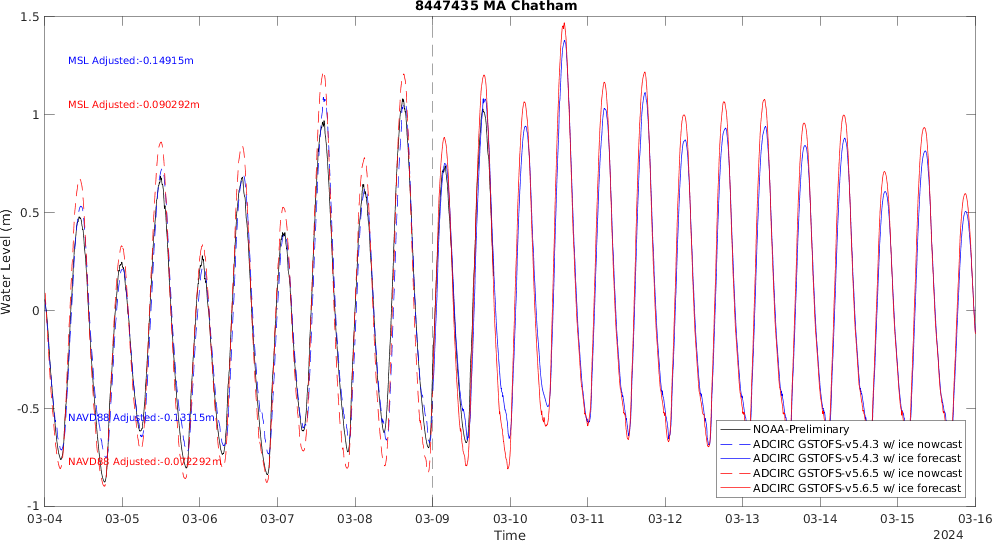 8447435 MA Chatham
1.5
MSL Adjusted:-0.14915m
MSL Adjusted:-0.090292m
1
0.5
Water Level (m)
0
-0.5
NAVD88 Adjusted:-0.13115m
NAVD88 Adjusted:-0.072292m
NOAA-Preliminary
ADCIRC GSTOFS-v5.4.3 w/ ice nowcast
ADCIRC GSTOFS-v5.4.3 w/ ice forecast
ADCIRC GSTOFS-v5.6.5 w/ ice nowcast
ADCIRC GSTOFS-v5.6.5 w/ ice forecast
-1
03-04 03-05 03-06 03-07 03-08 03-09 03-10 03-11 03-12 03-13 03-14 03-15 03-16
Time
2024